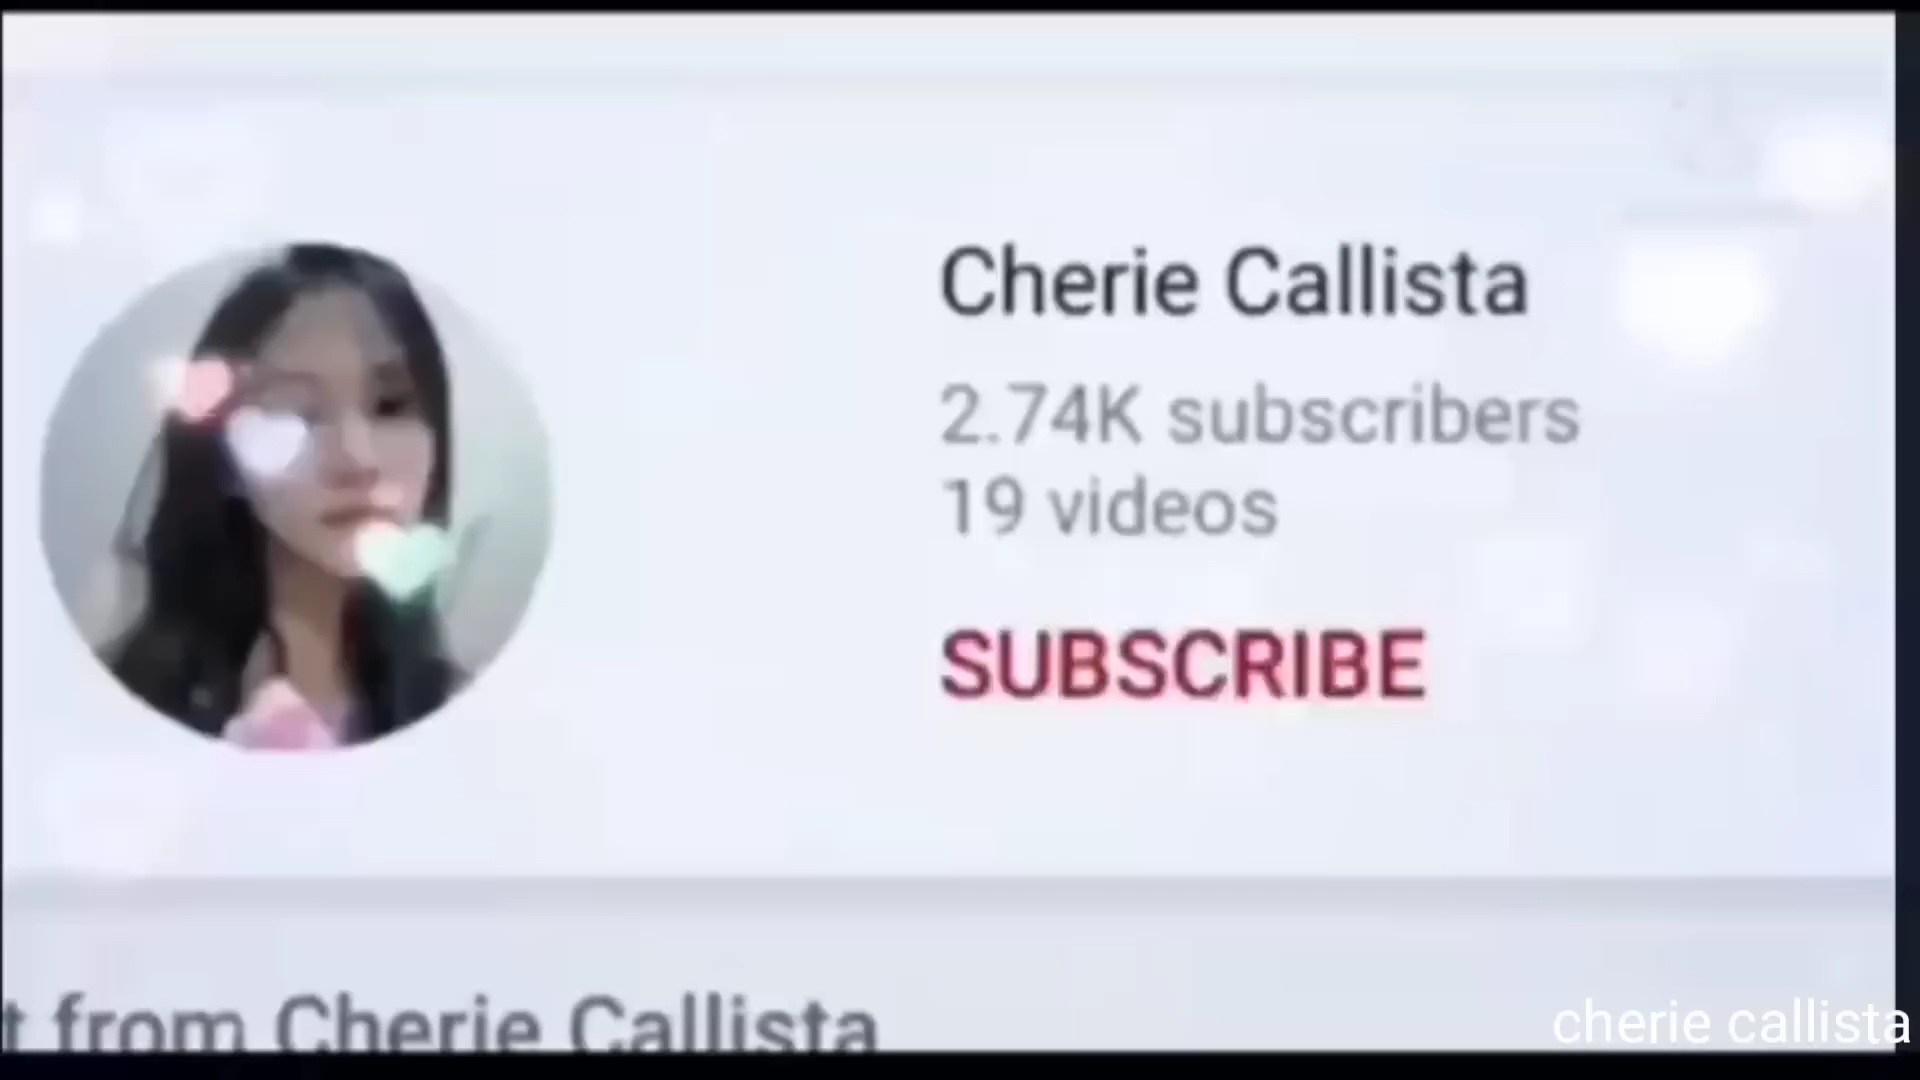 Cherie Callista
2.74K subscribers
19 videos
SUBSCRIBE
t from Cherie Callista
cherie callista